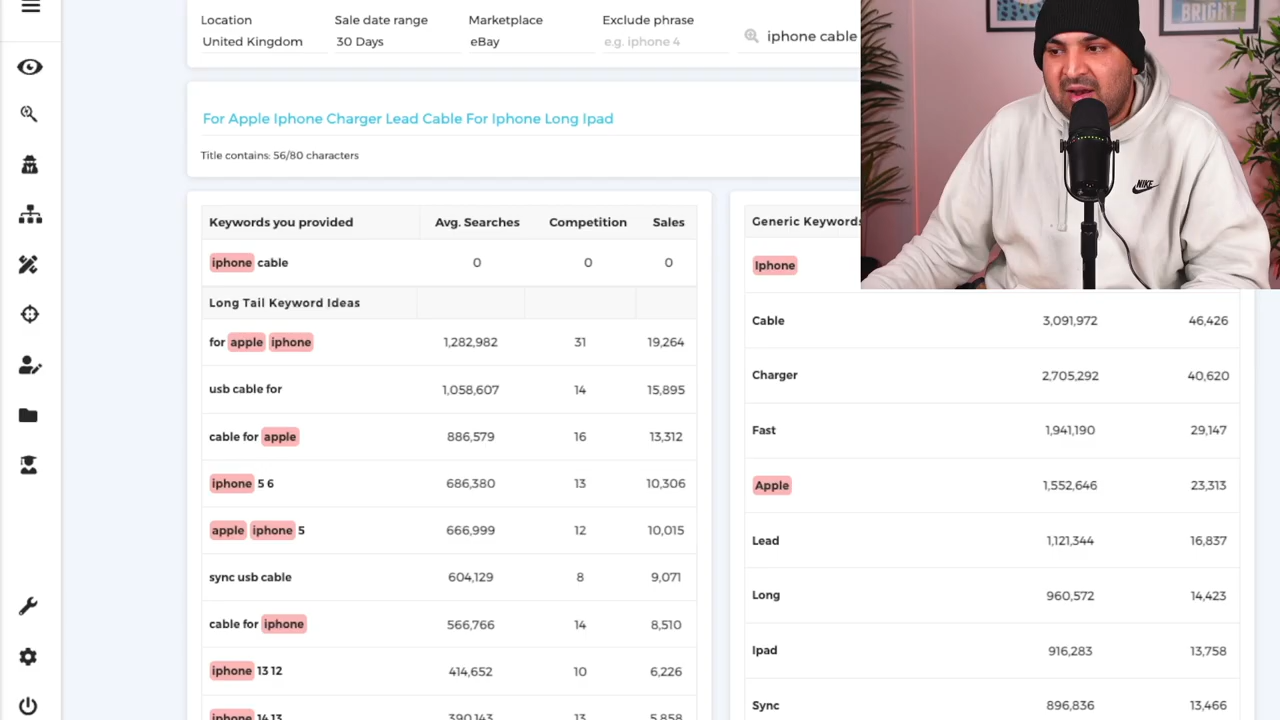 Location Sale date range Marketplace Exclude phrase
United Kingdom 30 Days eBay e.g. iphone 4 iphone cable
For Apple Iphone Charger Lead Cable For Iphone Long Ipad
Title contains: 56/80 characters
Keywords you provided Avg. Searches Competition Sales
iphone cable 0 0 0
Long Tail Keyword Ideas
for apple iphone 1,282,982 31 19,264
usb cable for 1,058,607 14 15,895
cable for apple 886,579 16 13,312
iphone 5 6 686,380 13 10,306
apple iphone 5 666,999 12 10,015
sync usb cable 604,129 8 9,071
cable for iphone 566,766 14 8,510
iphone 13 12 414,652 10 6,226
iphone 14 13 390,143 13 5,858
Generic Keywords
Iphone
Cable 3,091,972 46,426
Charger 2,705,292 40,620
Fast 1,941,190 29,147
Apple 1,552,646 23,313
Lead 1,121,344 16,837
Long 960,572 14,423
Ipad 916,283 13,758
Sync 896,836 13,466
BRIGHT
NIKE